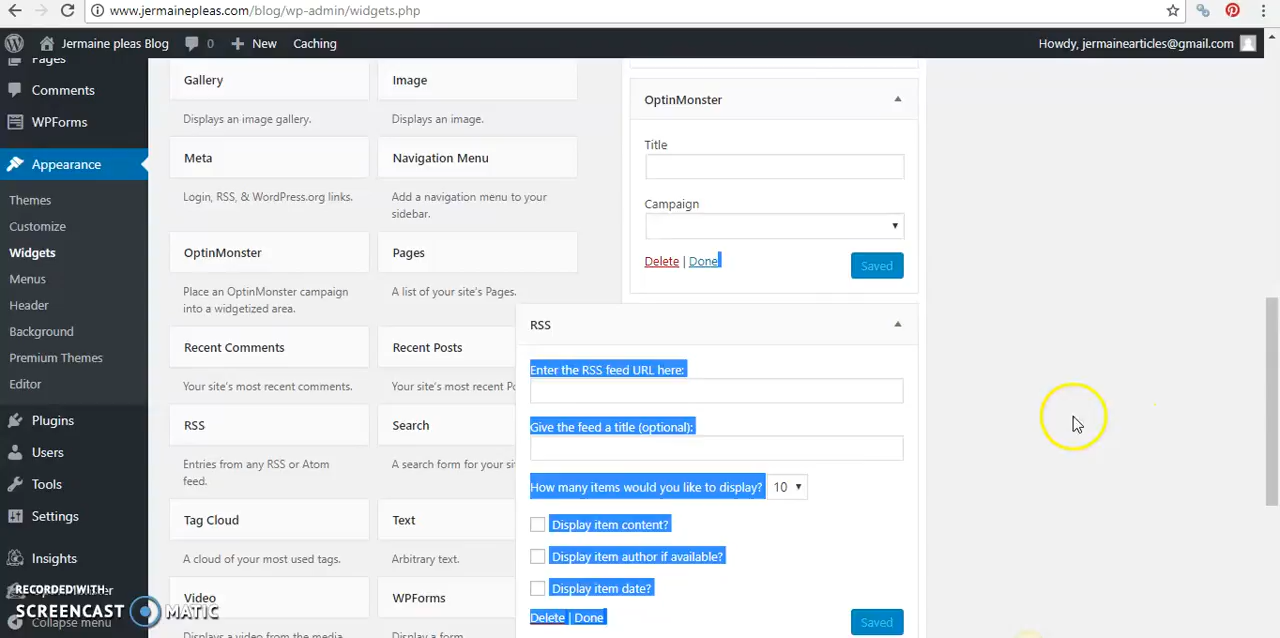 www.jermainepleas.com/blog/wp-admin/widgets.php
Jermaine pleas Blog 0 New Caching Howdy, jermainearticles@gmail.com
Pages
Comments
WPForms
Appearance
Themes
Customize
Widgets
Menus
Header
Background
Premium Themes
Editor
Plugins
Users
Tools
Settings
Insights
Collapse menu
RECORDED WITH
SCREENCAST MATIC
Gallery
Displays an image gallery.
Image
Displays an image.
Meta
Login, RSS, & WordPress.org links.
Navigation Menu
Add a navigation menu to your
sidebar.
OptinMonster
Place an OptinMonster campaign
into a widgetized area.
Pages
A list of your site's Pages.
Recent Comments
Your site's most recent comments.
Recent Posts
Your site's most recent Po
RSS
Entries from any RSS or Atom
feed.
Search
A search form for your sit
Tag Cloud
A cloud of your most used tags.
Text
Arbitrary text.
Video
Displays a video from the media
WPForms
Display a form
OptinMonster
Title
Campaign
Delete | Done
Saved
RSS
Enter the RSS feed URL here:
Give the feed a title (optional):
How many items would you like to display? 10
Display item content?
Display item author if available?
Display item date?
Delete | Done
Saved